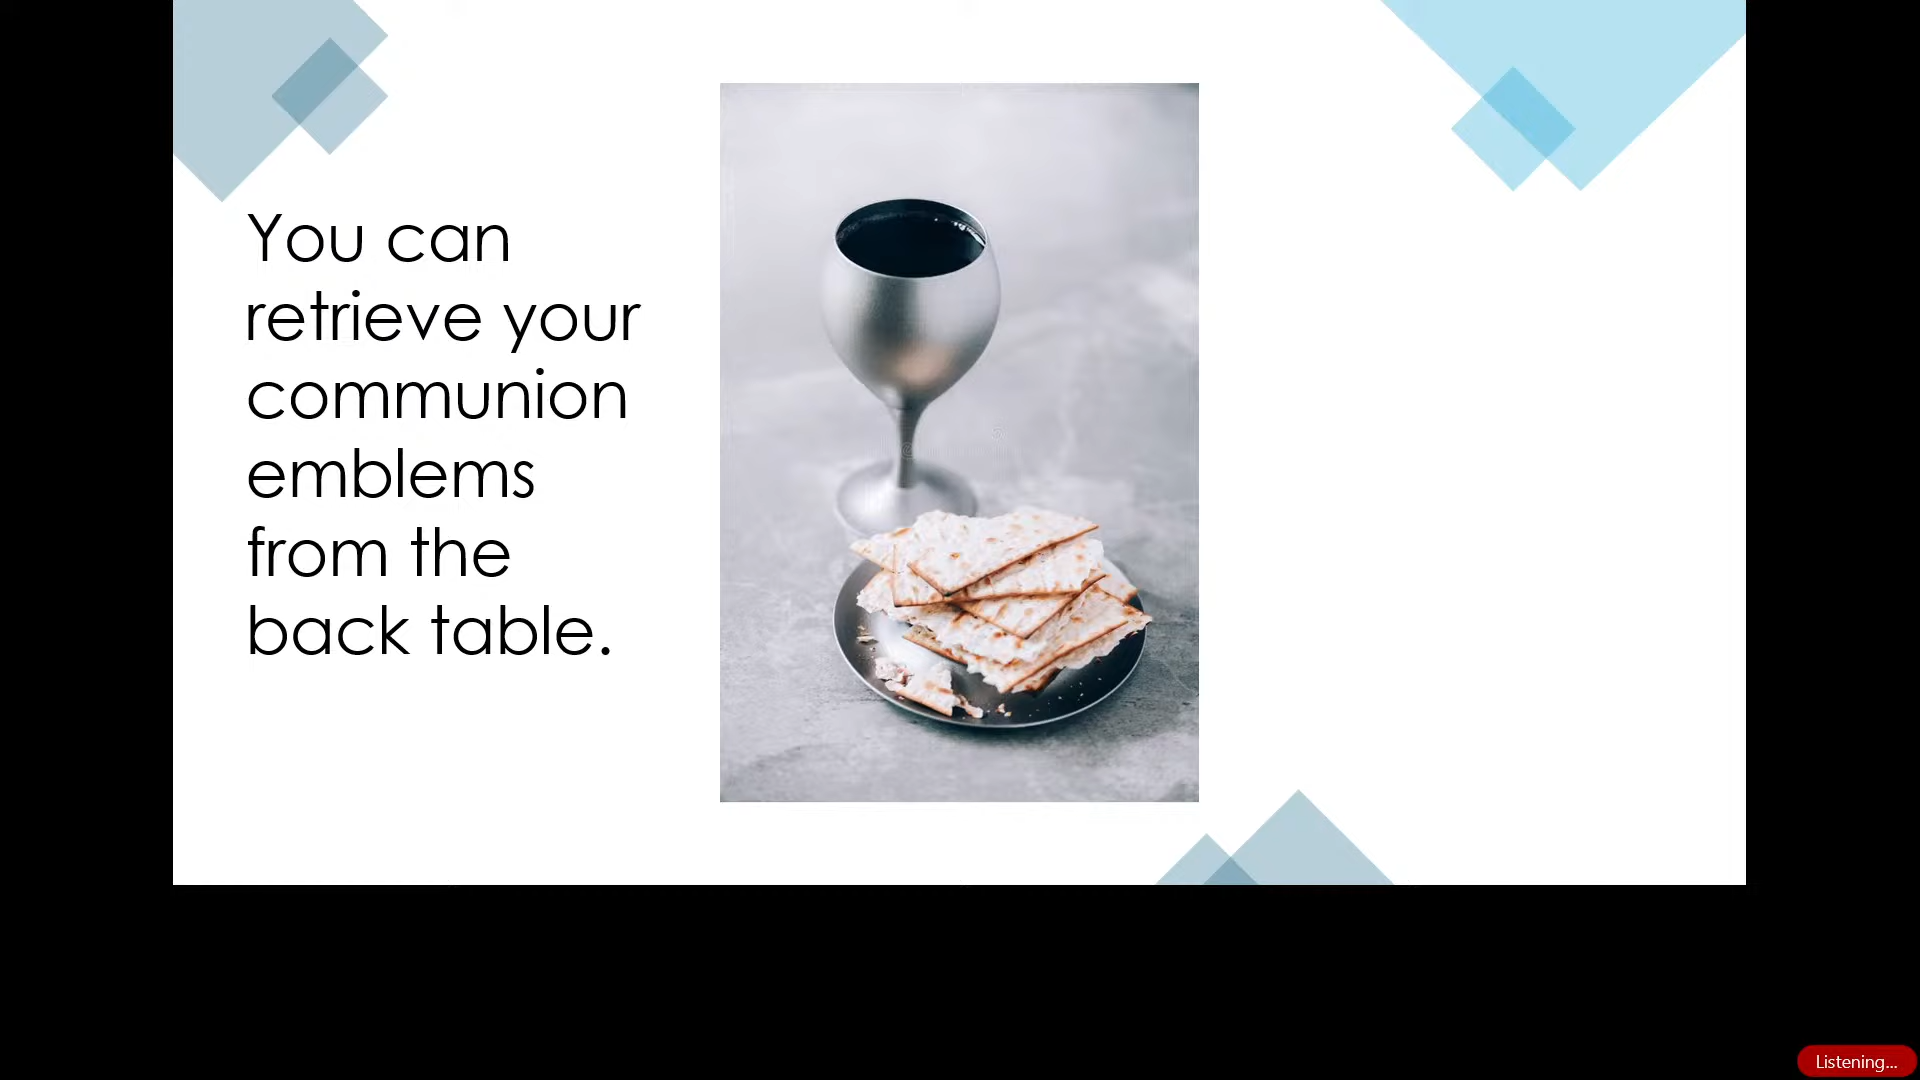 You can
retrieve your
communion
emblems
from the
back table.
Listening...